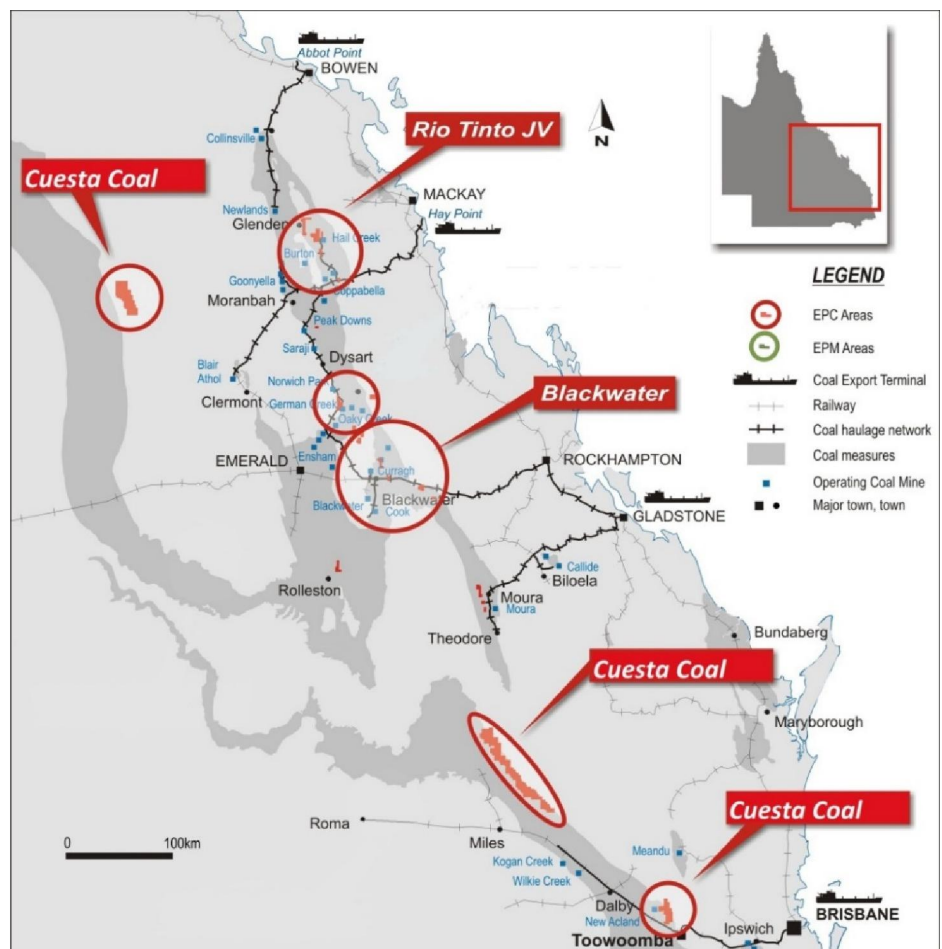 Abbot Point
BOWEN
Rio Tinto JV
N
Collinsville
Cuesta Coal
MACKAY
Newlands
Glenden
Hay Point
Hail Creek
Burton
Goonyella
Coppabella
Moranbah
Peak Downs
Saraji
Dysart
Blair
Athol
Norwich Park
Clermont
German Creek
Oaky Creek
Blackwater
EMERALD
Ensham
Curragh
ROCKHAMPTON
Blackwater
Blackwater
Cook
GLADSTONE
Callide
Biloela
Rolleston
Moura
Moura
Theodore
Bundaberg
Cuesta Coal
Maryborough
Cuesta Coal
Roma
Miles
Meandu
Kogan Creek
Wilkie Creek
Dalby
New Acland
BRISBANE
Ipswich
Toowoomba
0 100km
LEGEND
EPC Areas
EPM Areas
Coal Export Terminal
Railway
Coal haulage network
Coal measures
Operating Coal Mine
Major town, town